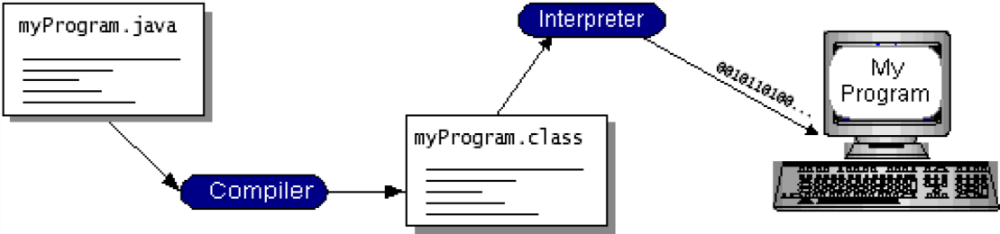 myProgram.java
Compiler
myProgram.class
Interpreter
0010110100...
My
Program